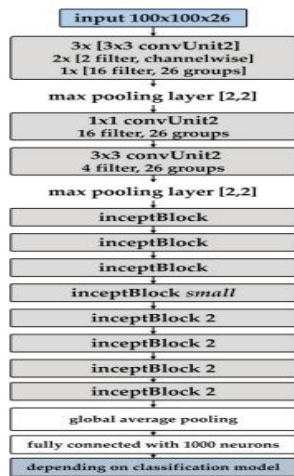 input 100x100x26
3x [3x3 convUnit2]
2x [2 filter, channelwise]
1x [16 filter, 26 groups]
max pooling layer [2,2]
1x1 convUnit2
16 filter, 26 groups
3x3 convUnit2
4 filter, 26 groups
max pooling layer [2,2]
inceptBlock
inceptBlock
inceptBlock
inceptBlock small
inceptBlock 2
inceptBlock 2
inceptBlock 2
inceptBlock 2
global average pooling
fully connected with 1000 neurons
depending on classification model